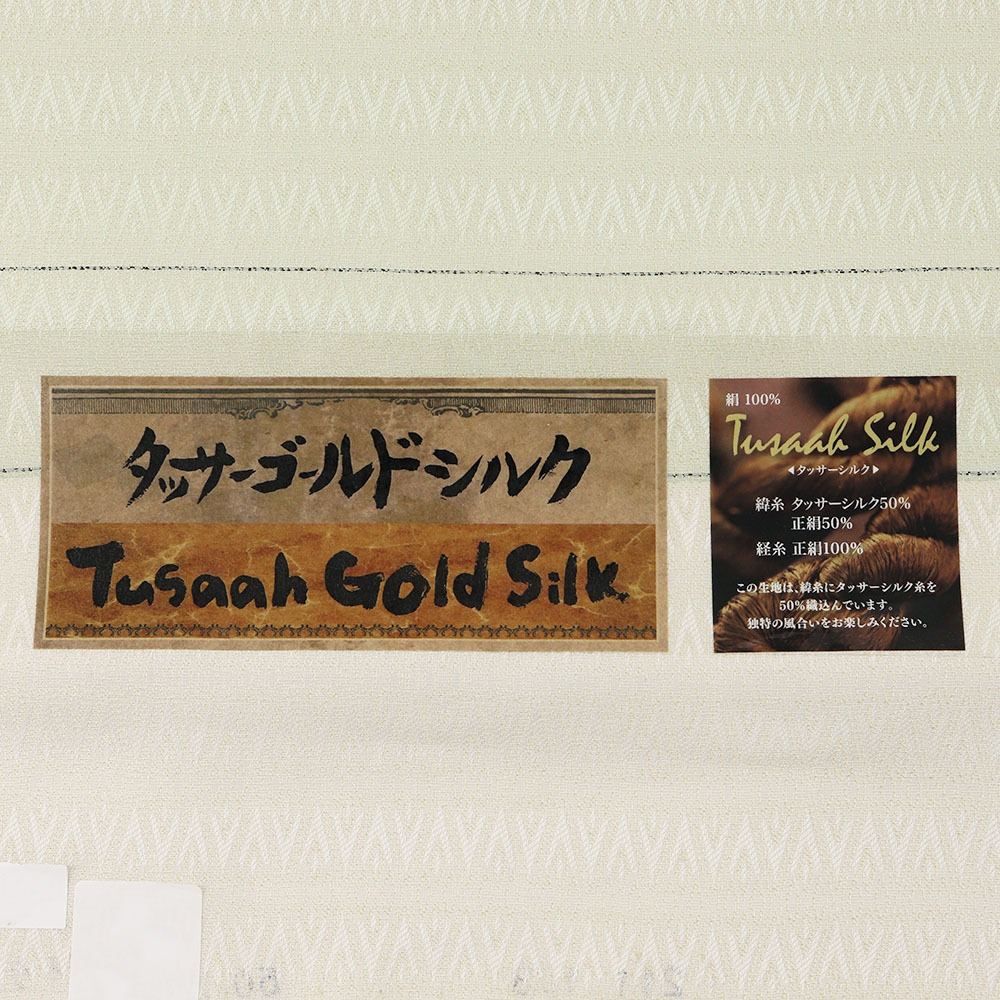 タッサーゴールドシルク
Tusaah Gold Silk
絹 100%
Tusaah Silk
◀タッサーシルク▶
緯糸 タッサーシルク50%
正絹50%
経糸 正絹100%
この生地は、緯糸にタッサーシルク糸を
50%織込んでいます。
独特の風合いをお楽しみください。